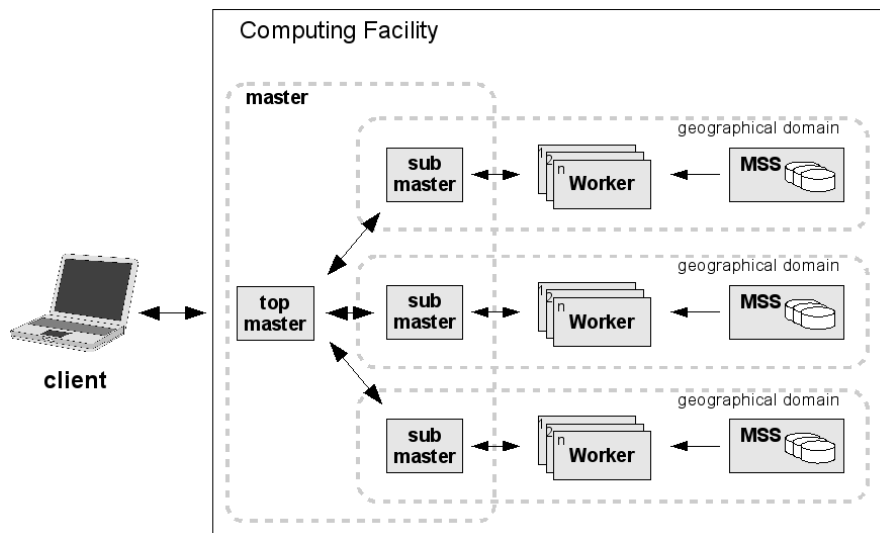 Computing Facility
master
geographical domain
sub
master
1
2
n
Worker
MSS
geographical domain
top
master
sub
master
1
2
n
Worker
MSS
client
geographical domain
sub
master
1
2
n
Worker
MSS